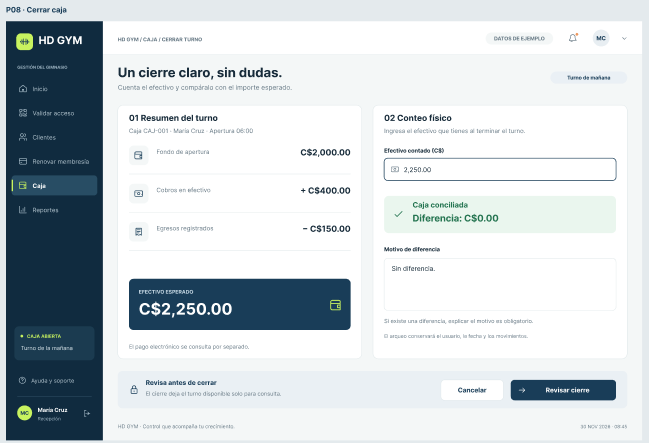 P08 · Cerrar caja
HD GYM
GESTIÓN DEL GIMNASIO
Inicio
Validar acceso
Clientes
Renovar membresía
Caja
Reportes
CAJA ABIERTA
Turno de la mañana
Ayuda y soporte
MC
María Cruz
Recepción
HD GYM / CAJA / CERRAR TURNO
DATOS DE EJEMPLO
MC
Un cierre claro, sin dudas.
Cuenta el efectivo y compáralo con el importe esperado.
Turno de mañana
01 Resumen del turno
Caja CAJ-001 · María Cruz · Apertura 06:00
Fondo de apertura
C$2,000.00
Cobros en efectivo
+ C$400.00
Egresos registrados
− C$150.00
EFECTIVO ESPERADO
C$2,250.00
El pago electrónico se consulta por separado.
02 Conteo físico
Ingresa el efectivo que tienes al terminar el turno.
Efectivo contado (C$)
2,250.00
Caja conciliada
Diferencia: C$0.00
Motivo de diferencia
Sin diferencia.
Si existe una diferencia, explicar el motivo es obligatorio.
El arqueo conservará el usuario, la fecha y los movimientos.
Revisa antes de cerrar
El cierre deja el turno disponible solo para consulta.
Cancelar
Revisar cierre
HD GYM · Control que acompaña tu crecimiento.